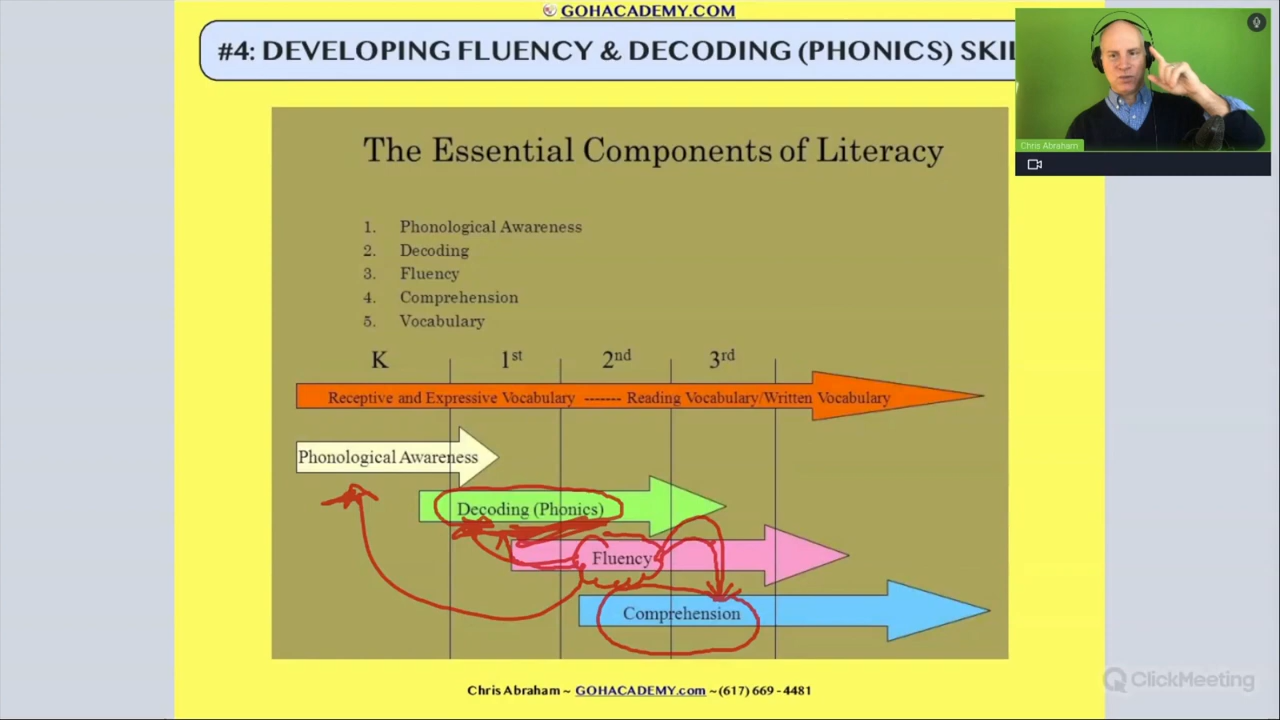 GOHACADEMY.COM
#4: DEVELOPING FLUENCY & DECODING (PHONICS)
Chris Abraham
The Essential Components of Literacy
1. Phonological Awareness
2. Decoding
3. Fluency
4. Comprehension
5. Vocabulary
K 1st 2nd 3rd
Receptive and Expressive Vocabulary ------- Reading Vocabulary/Written Vocabulary
Phonological Awareness
Decoding (Phonics)
Fluency
Comprehension
Chris Abraham ~ GOHACADEMY.com ~ (617) 669 - 4481
ClickMeeting